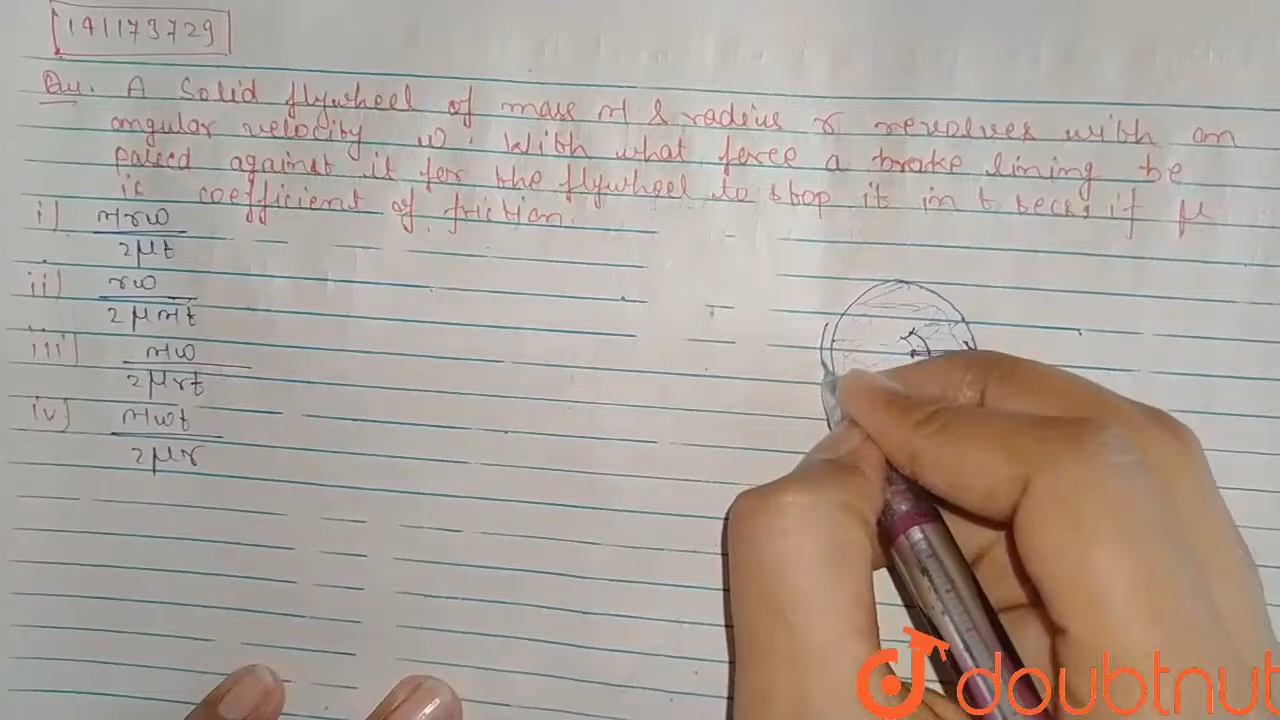 141173729
Qu. A Solid flywheel of mass M & radius r revolves with an
angular velocity w. With what force a brake lining be
paced against it for the flywheel to stop it in t secs, if μ
is coefficient of friction.
i) Mrω
2μt
ii) rω
2μMt
iii) Mω
2μrt
iv) Mωt
2μr
doubtnut